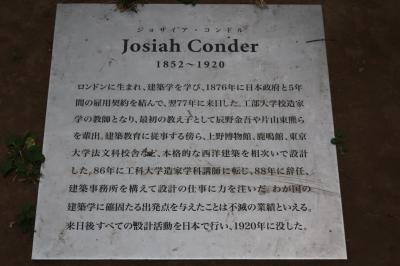 ジョサイア・コンドル
Josiah Conder
1852～1920
ロンドンに生まれ、建築学を学び、1876年に日本政府と5年
間の雇用契約を結んで、翌77年に来日した。工部大学校造家
学の教師となり、最初の教え子として辰野金吾や片山東熊ら
を輩出。建築教育に従事する傍ら、上野博物館、鹿鳴館、東京
大学法文科校舎など、本格的な西洋建築を相次いで設計
した。86年に工科大学造家学科講師に転じ、88年に辞任、
建築事務所を構えて設計の仕事に力を注いだ。わが国の
建築学に確固たる出発点を与えたことは不滅の業績といえる。
来日後すべての設計活動を日本で行い、1920年に没した。